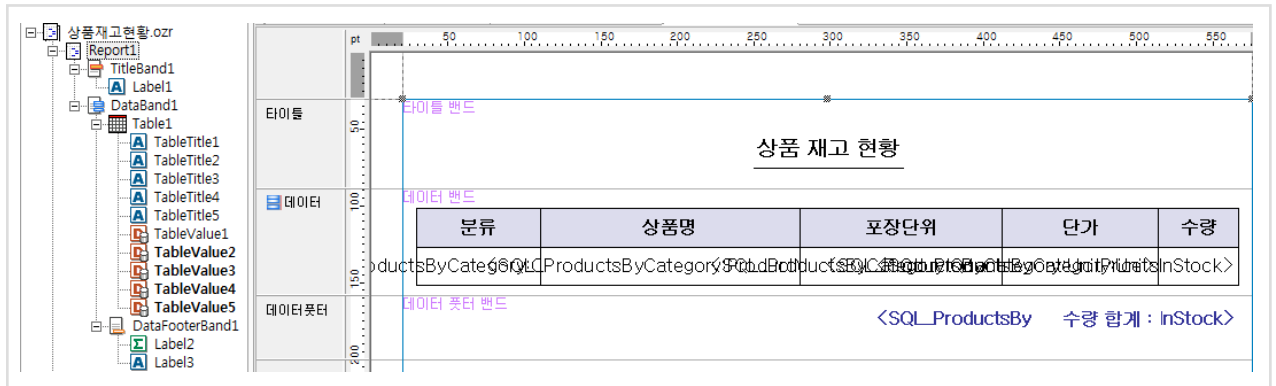 상품재고현황.ozr
Report1
TitleBand1
Label1
DataBand1
Table1
TableTitle1
TableTitle2
TableTitle3
TableTitle4
TableTitle5
TableValue1
TableValue2
TableValue3
TableValue4
TableValue5
DataFooterBand1
Label2
Label3
pt 50 100 150 200 250 300 350 400 450 500 550
타이틀 50 타이틀 밴드
상품 재고 현황
데이터 100 데이터 밴드
분류 상품명 포장단위 단가 수량
150 ProductsByCategory InStock>
데이터풋터 데이터 풋터 밴드
<SQL_ProductsBy 수량 합계 : InStock>
200